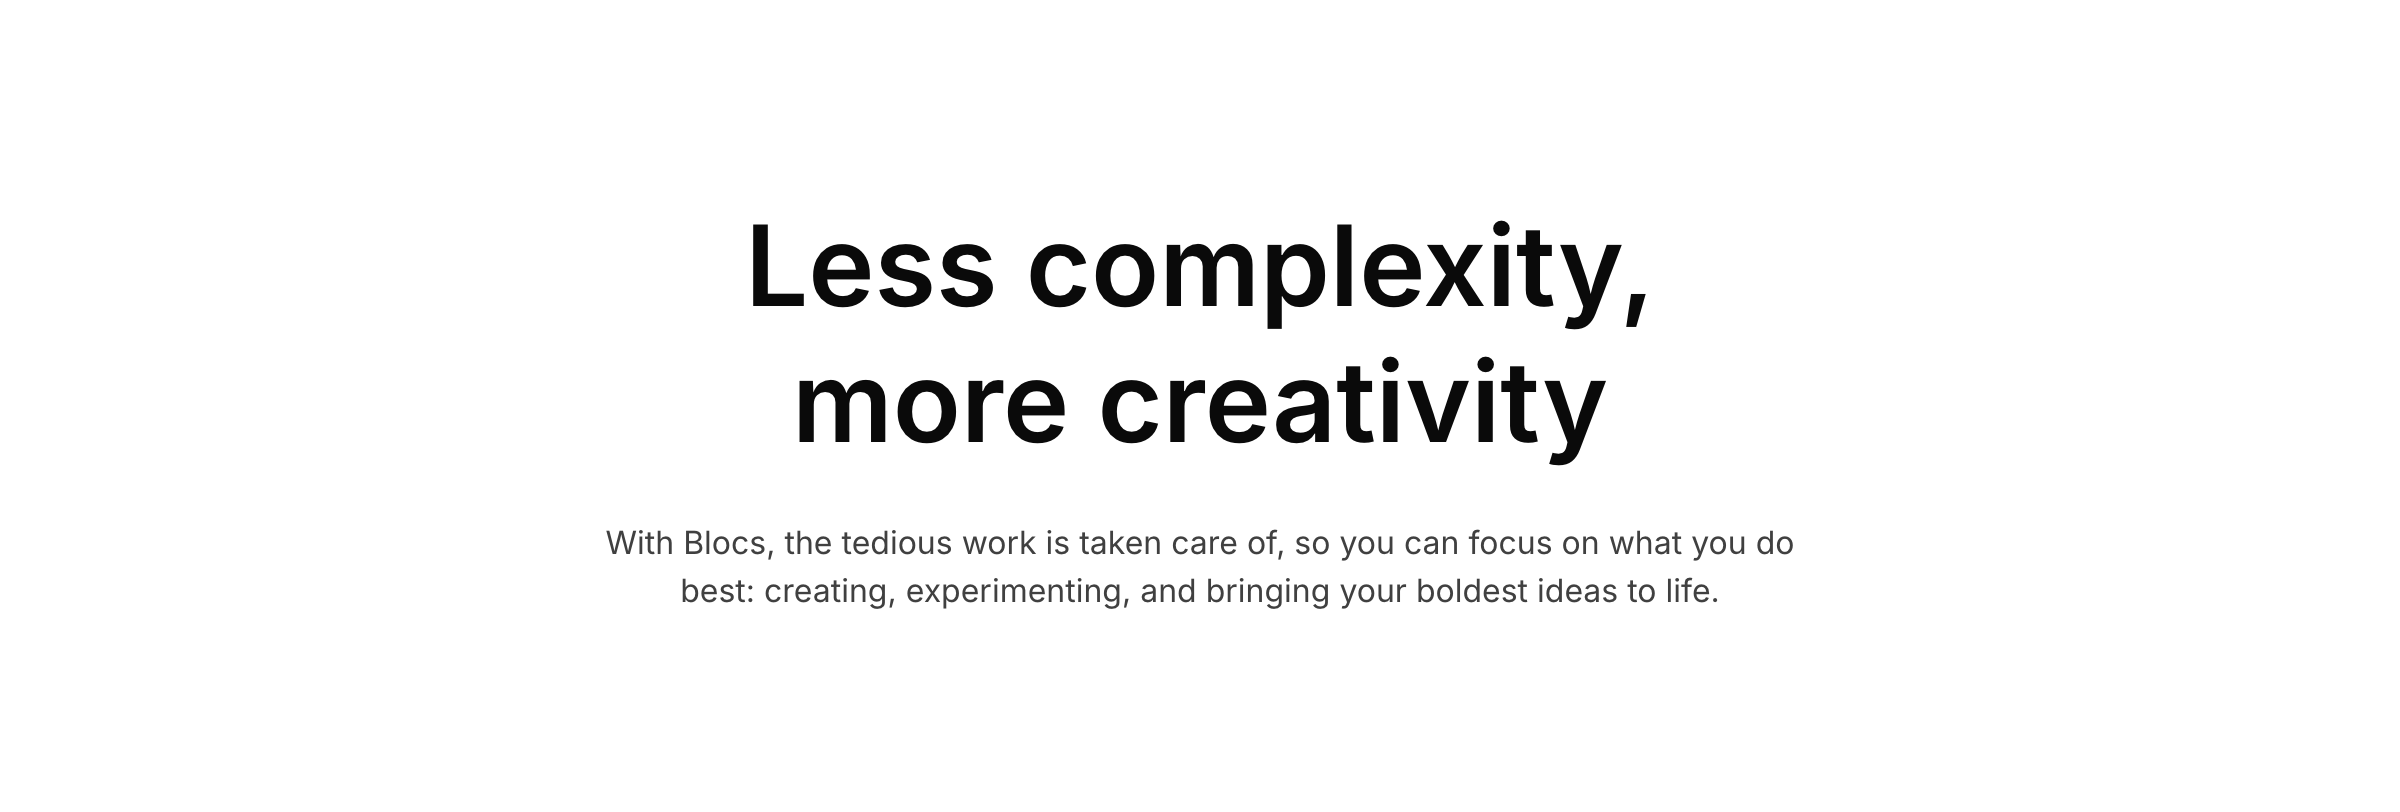 Less complexity,
more creativity
With Blocs, the tedious work is taken care of, so you can focus on what you do
best: creating, experimenting, and bringing your boldest ideas to life.